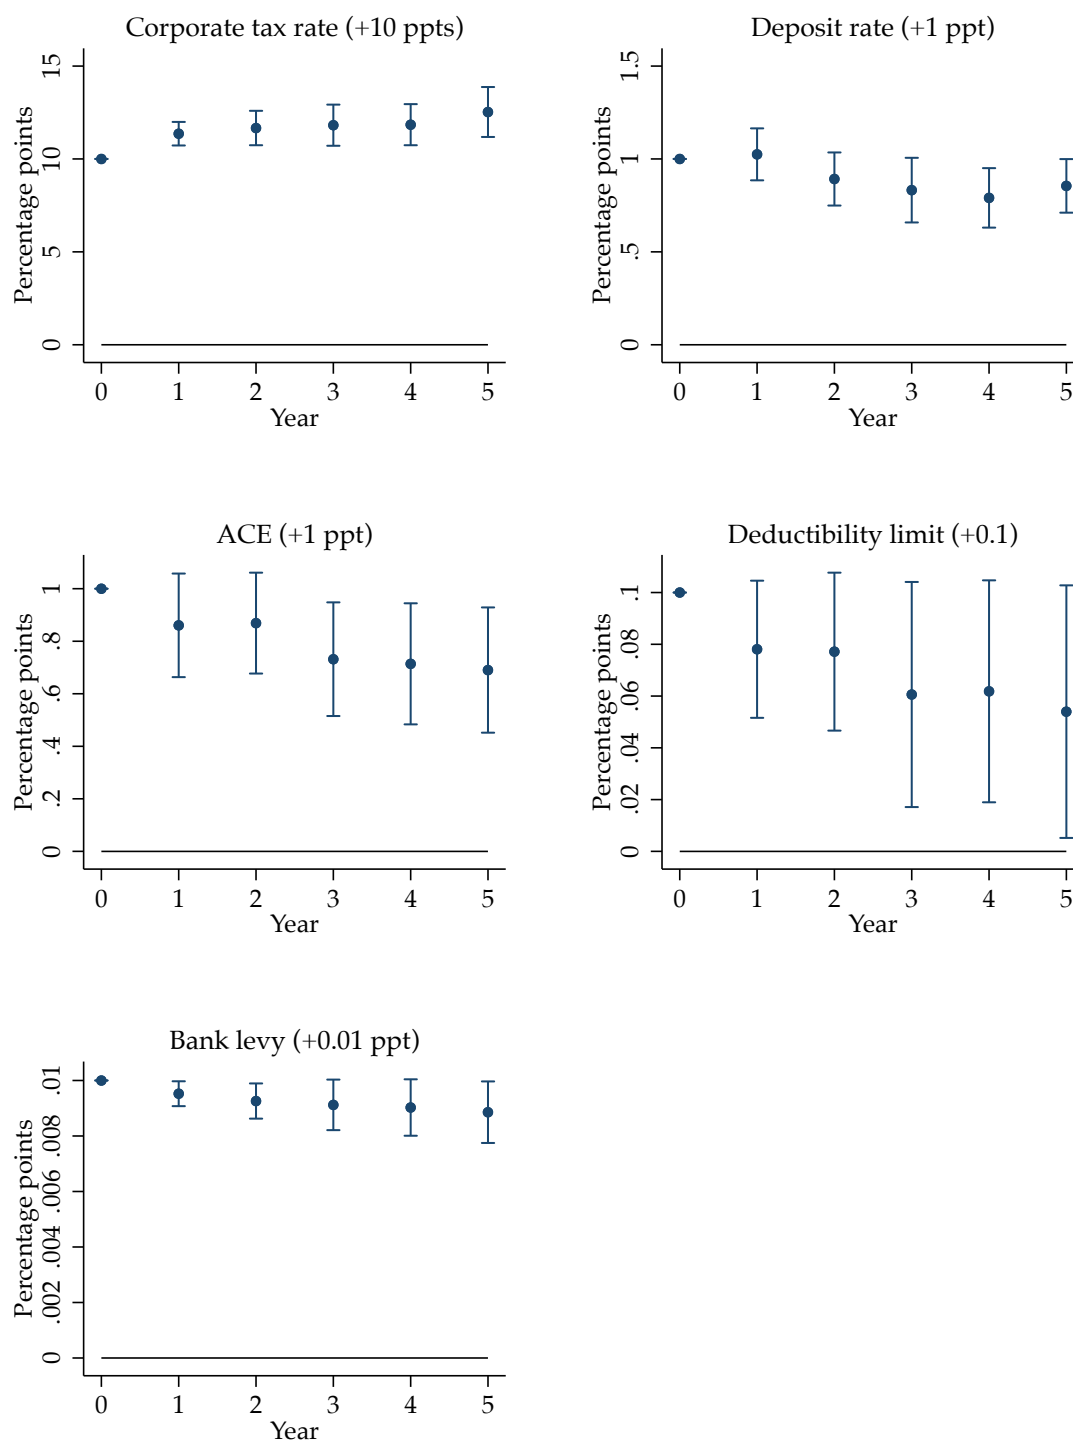 Corporate tax rate (+10 ppts)
Percentage points
15
10
5
0
0 1 2 3 4 5
Year
Deposit rate (+1 ppt)
Percentage points
1.5
1
.5
0
0 1 2 3 4 5
Year
ACE (+1 ppt)
Percentage points
1
.8
.6
.4
.2
0
0 1 2 3 4 5
Year
Deductibility limit (+0.1)
Percentage points
.1
.08
.06
.04
.02
0
0 1 2 3 4 5
Year
Bank levy (+0.01 ppt)
Percentage points
.01
.008
.006
.004
.002
0
0 1 2 3 4 5
Year